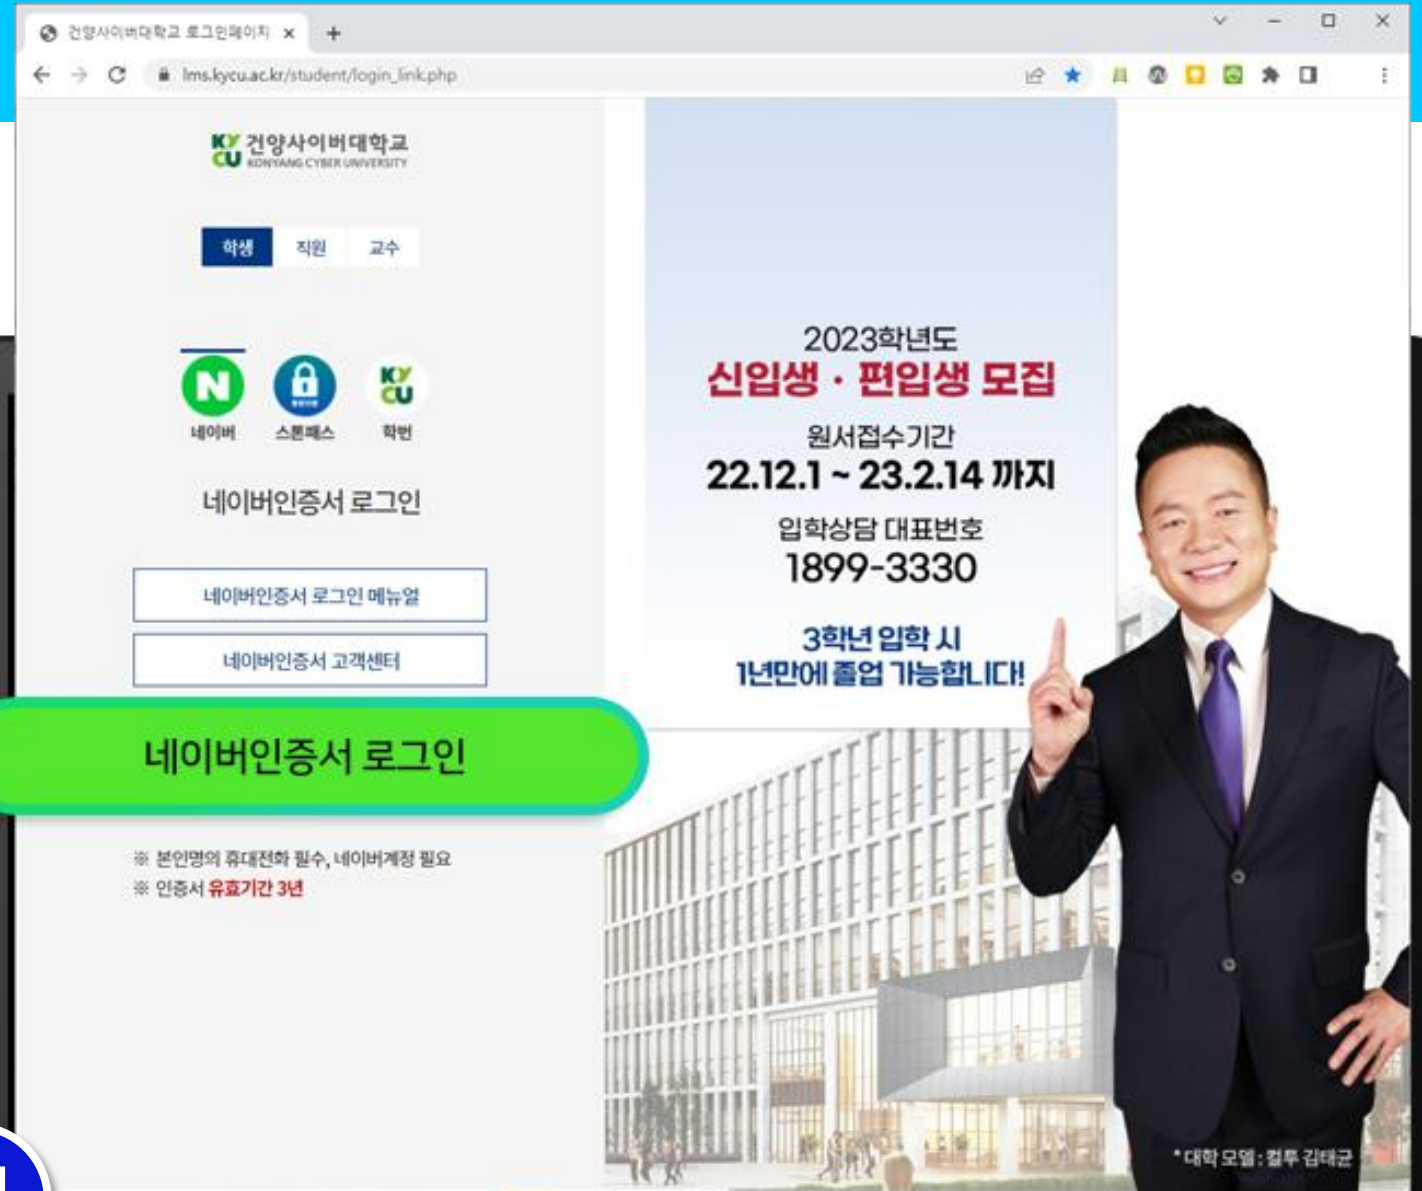 건양사이버대학교 로그인페이지
lms.kycu.ac.kr/student/login_link.php
KY CU 건양사이버대학교
KONYANG CYBER UNIVERSITY
학생 직원 교수
네이버 스톤패스 학번
네이버인증서 로그인
네이버인증서 로그인 메뉴얼
네이버인증서 고객센터
네이버인증서 로그인
※ 본인명의 휴대전화 필수, 네이버계정 필요
※ 인증서 유효기간 3년
2023학년도
신입생 · 편입생 모집
원서접수기간
22.12.1 ~ 23.2.14 까지
입학상담 대표번호
1899-3330
3학년 입학 시
1년만에 졸업 가능합니다!
* 대학 모델 : 컬투 김태균